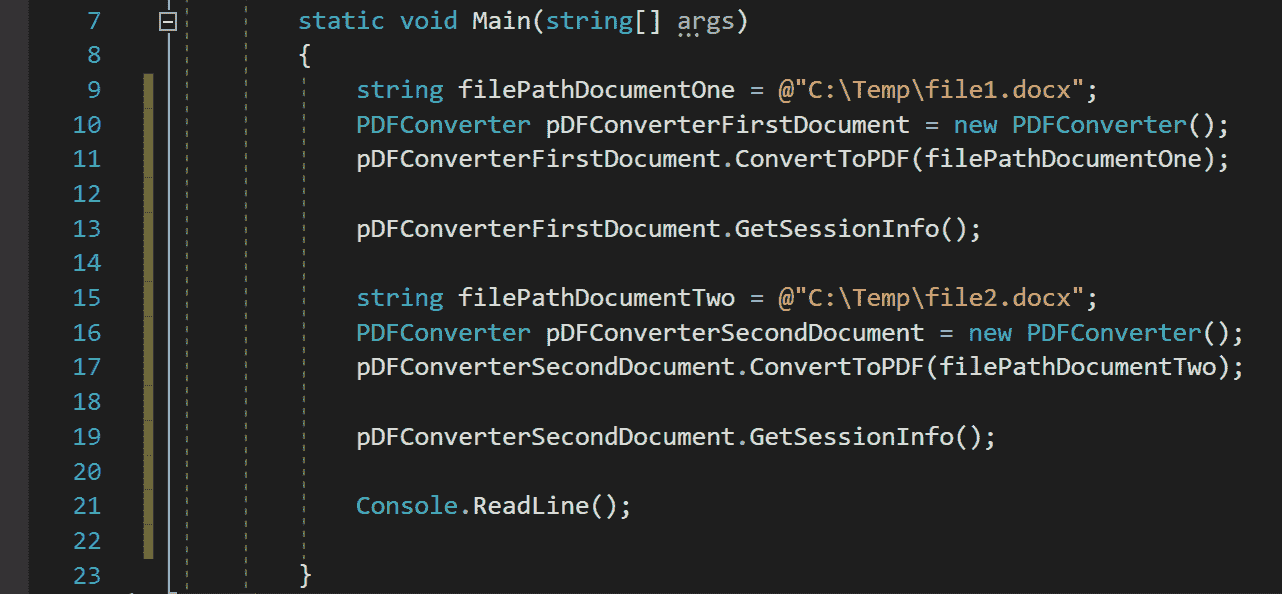 7 static void Main(string[] args)
8 {
9 string filePathDocumentOne = @"C:\Temp\file1.docx";
10 PDFConverter pDFConverterFirstDocument = new PDFConverter();
11 pDFConverterFirstDocument.ConvertToPDF(filePathDocumentOne);
12
13 pDFConverterFirstDocument.GetSessionInfo();
14
15 string filePathDocumentTwo = @"C:\Temp\file2.docx";
16 PDFConverter pDFConverterSecondDocument = new PDFConverter();
17 pDFConverterSecondDocument.ConvertToPDF(filePathDocumentTwo);
18
19 pDFConverterSecondDocument.GetSessionInfo();
20
21 Console.ReadLine();
22
23 }